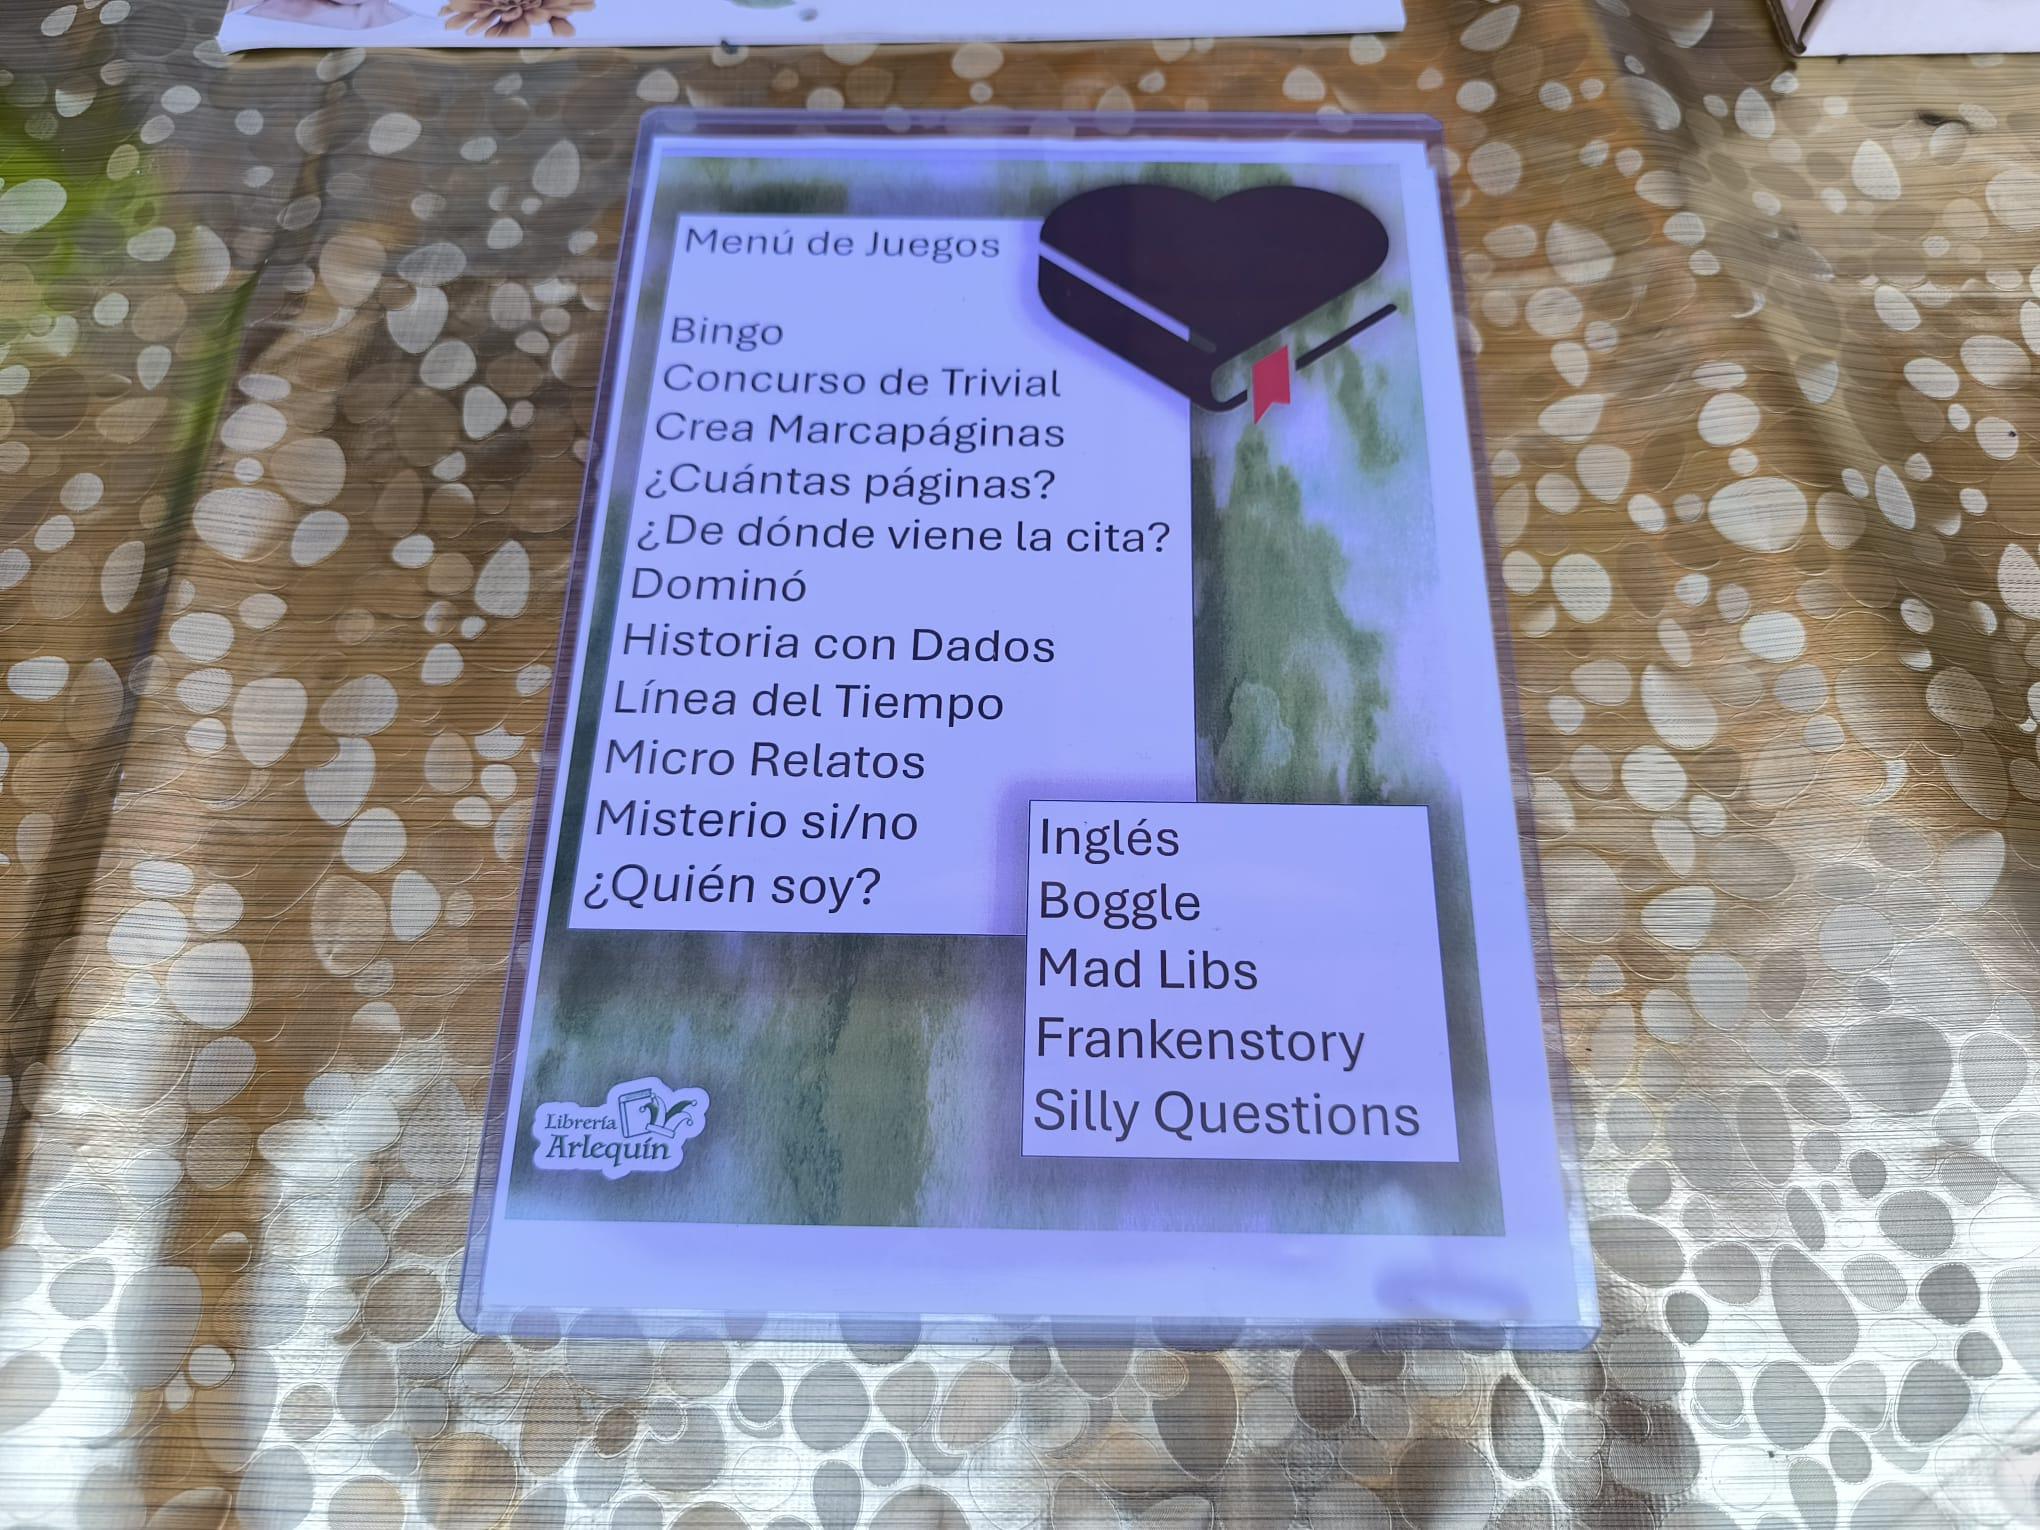 Menú de Juegos
Bingo
Concurso de Trivial
Crea Marcapáginas
¿Cuántas páginas?
¿De dónde viene la cita?
Dominó
Historia con Dados
Línea del Tiempo
Micro Relatos
Misterio si/no
¿Quién soy?
Inglés
Boggle
Mad Libs
Frankenstory
Silly Questions
Librería
Arlequín